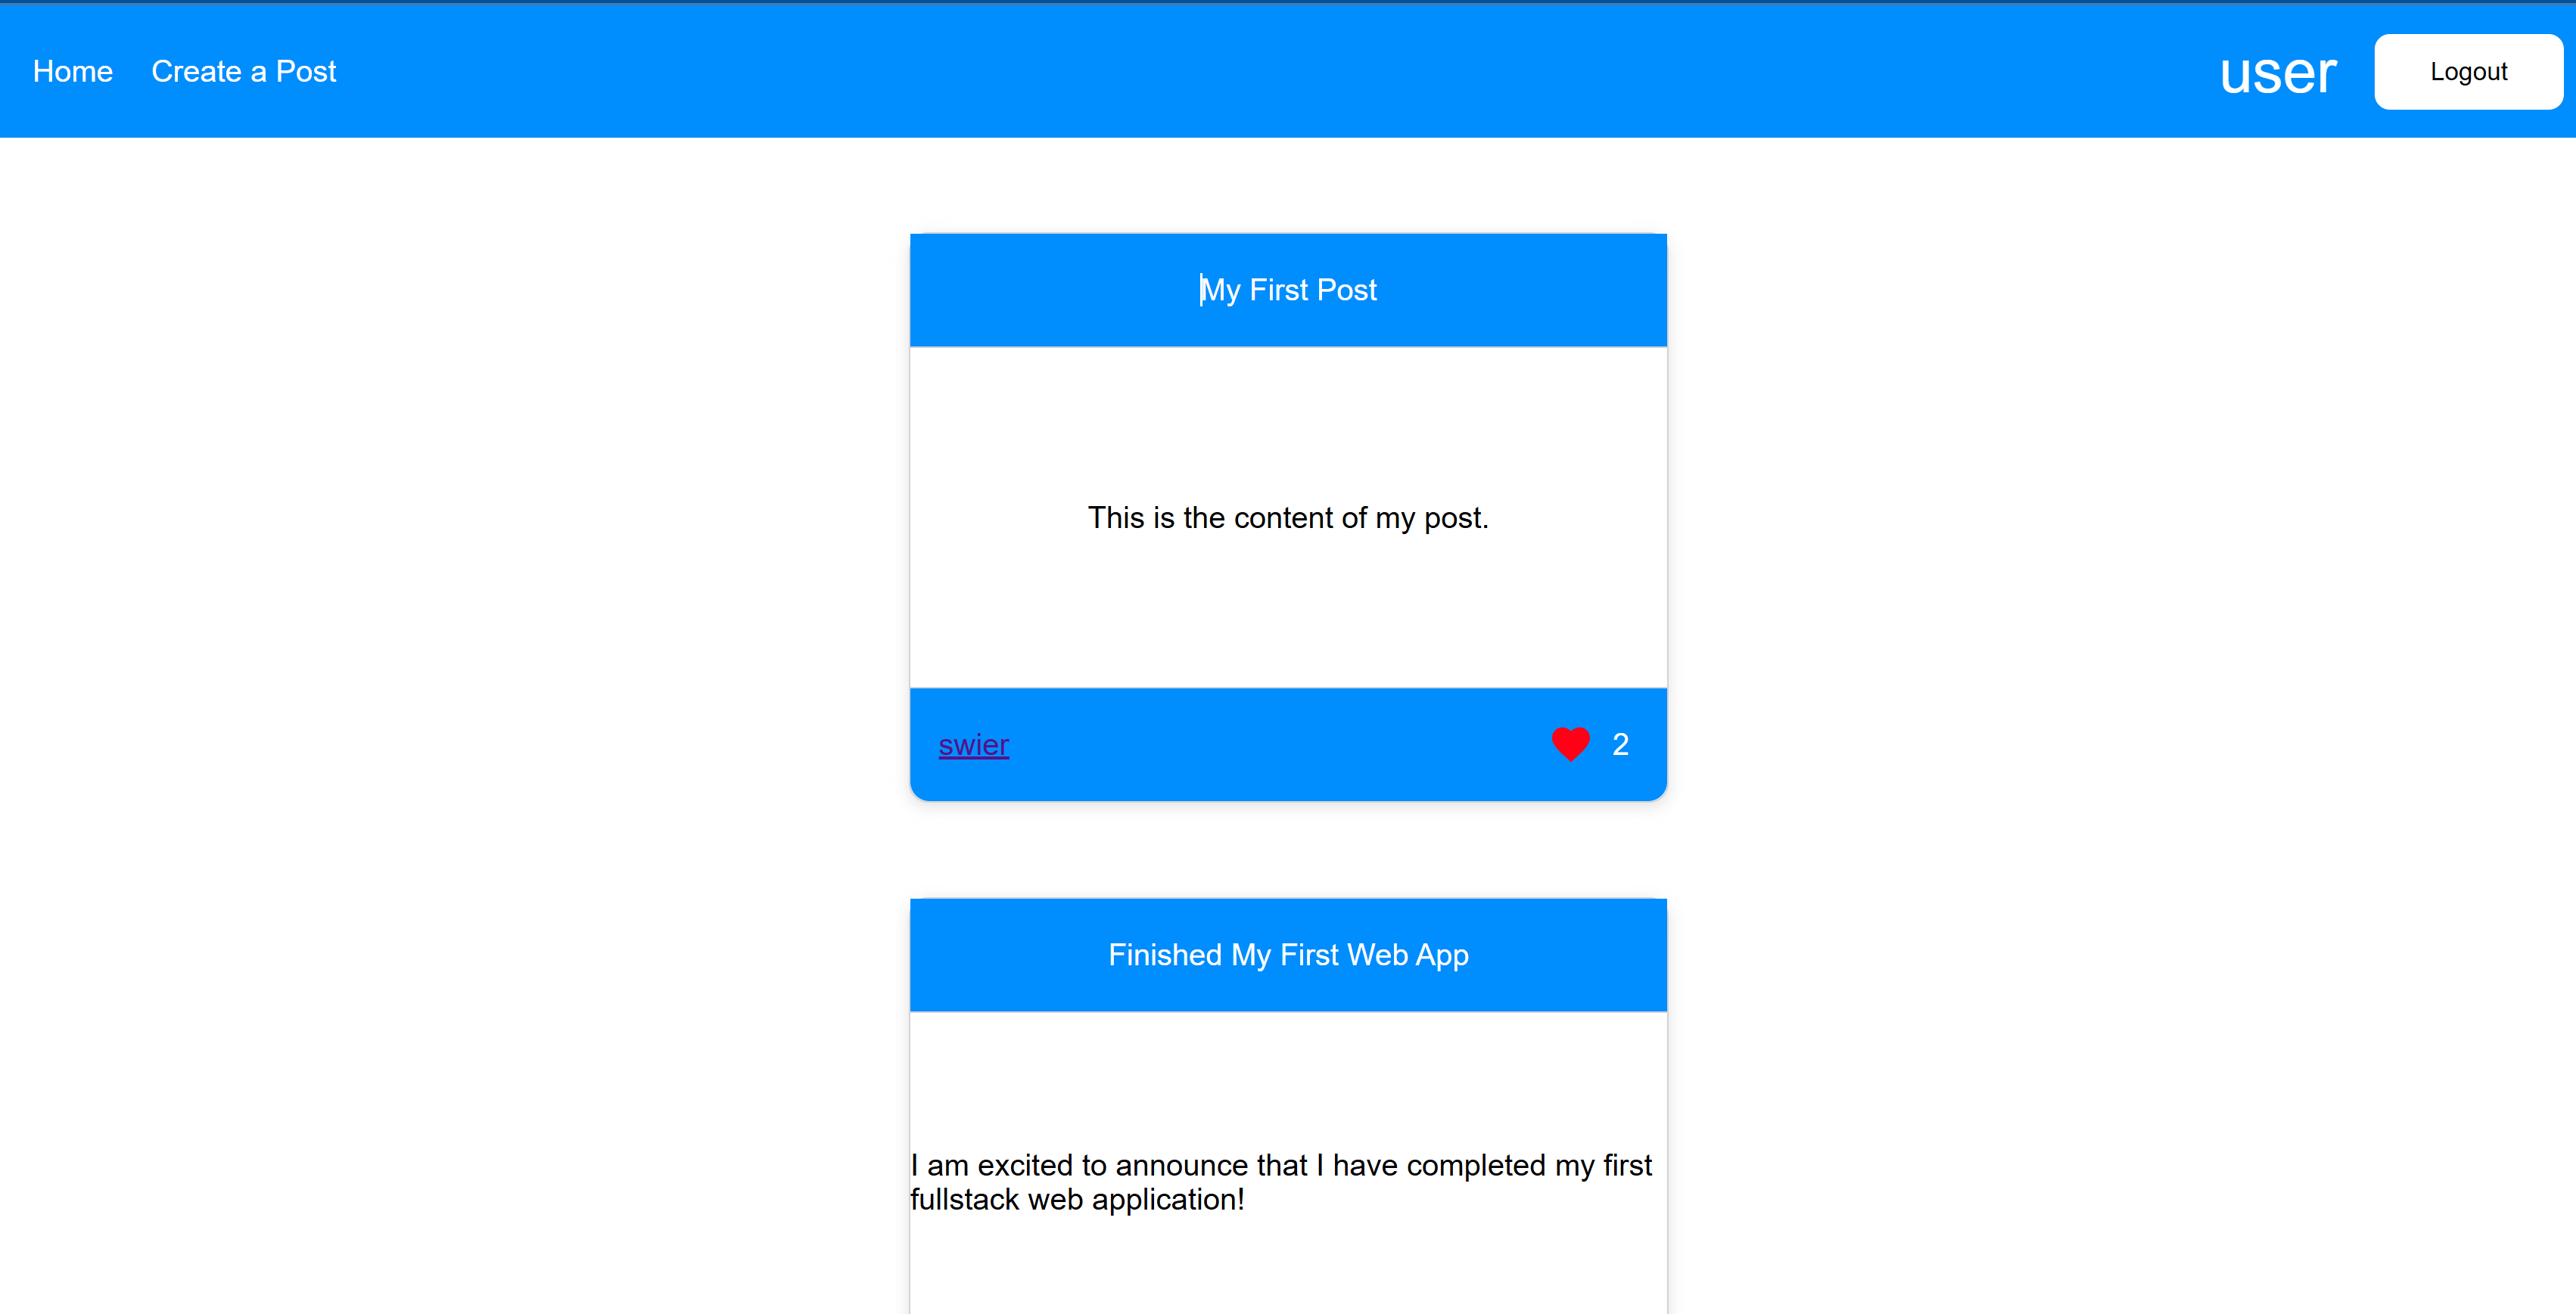 Home Create a Post user Logout
My First Post
This is the content of my post.
swier 2
Finished My First Web App
I am excited to announce that I have completed my first
fullstack web application!